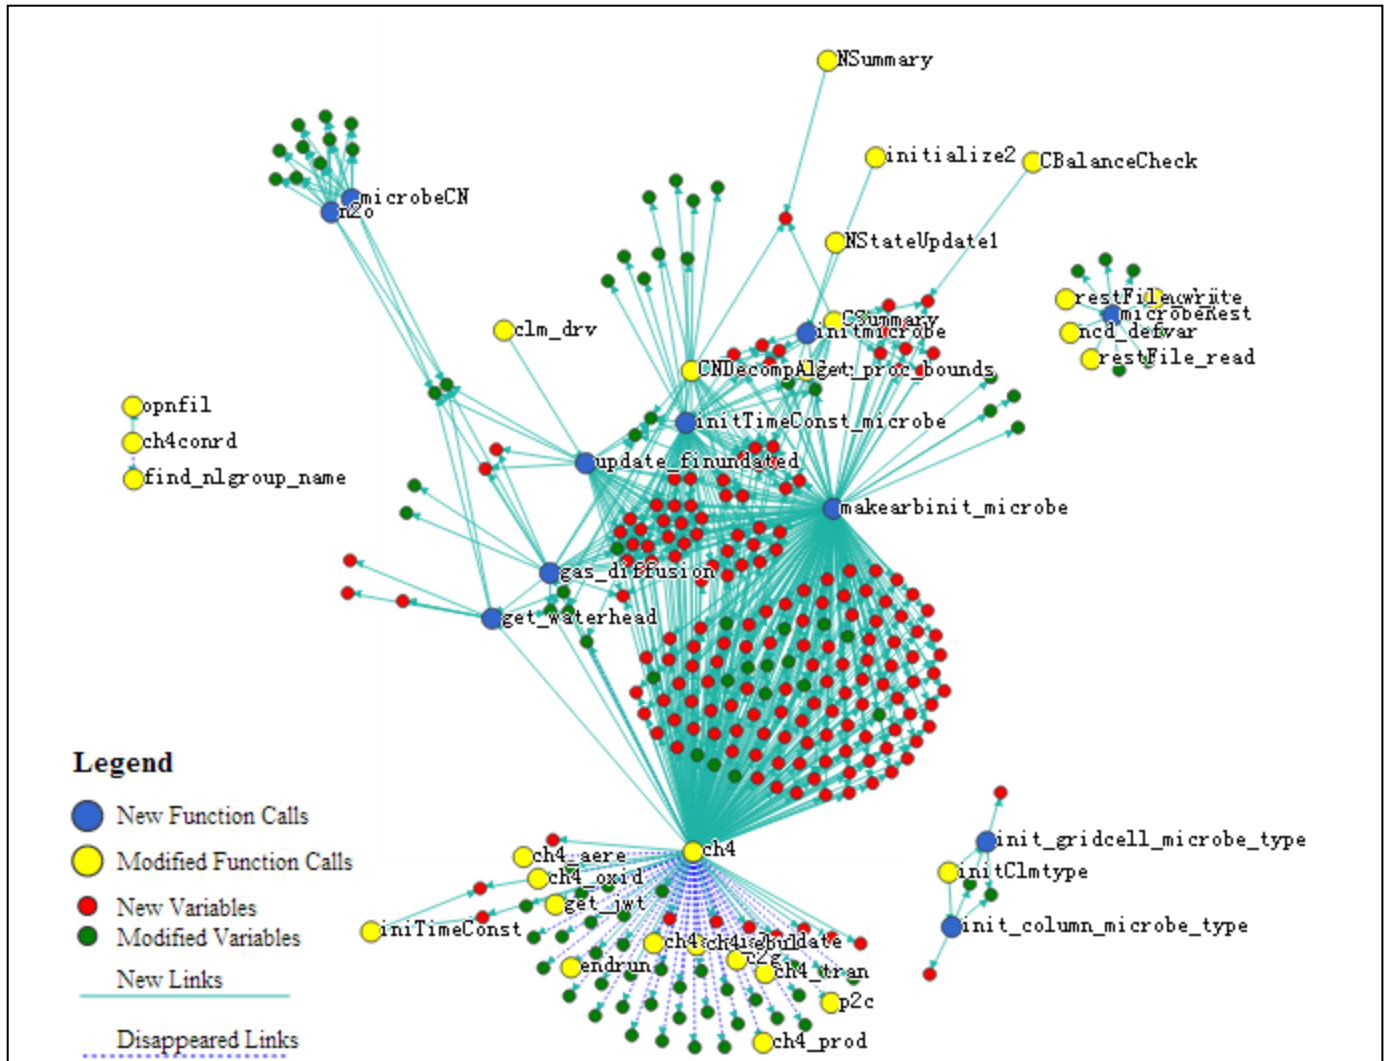 NSummary
initialize2
CBalanceCheck
microbeCN
n2o
NStateUpdate1
restFile_write
microbeRest
ncd_defvar
restFile_read
clm_drv
CSummary
initmicrobe
get_proc_bounds
opnfil
ch4conrd
find_nlgroup_name
initTimeConst_microbe
update_finundated
makearbinit_microbe
gas_diffusion
get_waterhead
Legend
New Function Calls
Modified Function Calls
New Variables
Modified Variables
New Links
Disappeared Links
ch4
ch4_aere
ch4_oxid
get_jwt
iniTimeConst
endrun
c2g
ch4_tran
p2c
ch4_prod
init_gridcell_microbe_type
initClmtype
init_column_microbe_type